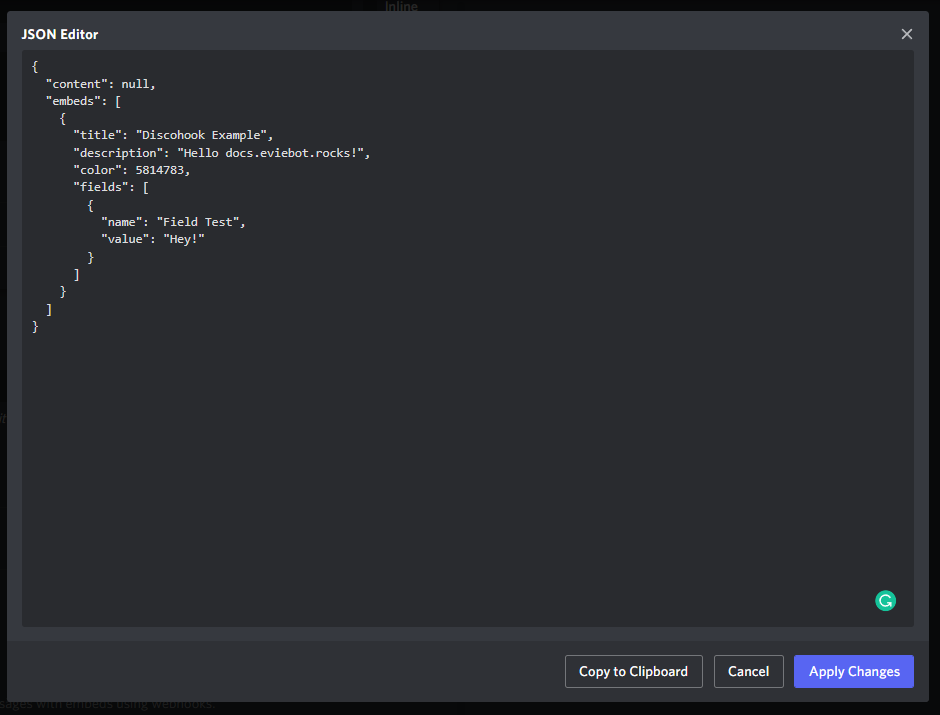 Inline
JSON Editor
{
  "content": null,
  "embeds": [
    {
      "title": "Discohook Example",
      "description": "Hello docs.eviebot.rocks!",
      "color": 5814783,
      "fields": [
        {
          "name": "Field Test",
          "value": "Hey!"
        }
      ]
    }
  ]
}
Copy to Clipboard
Cancel
Apply Changes
with embeds using webhooks.